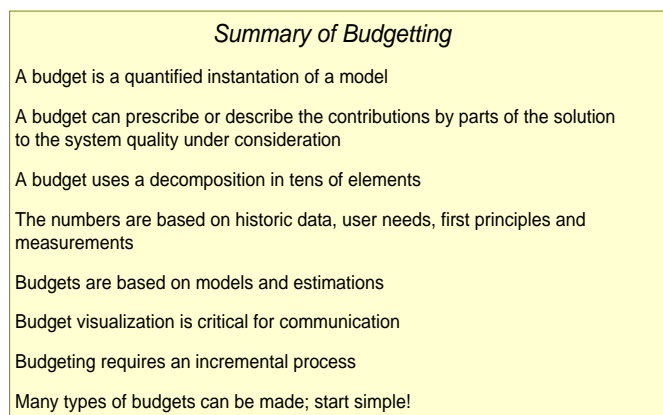 Summary of Budgetting
A budget is a quantified instantation of a model
A budget can prescribe or describe the contributions by parts of the solution
to the system quality under consideration
A budget uses a decomposition in tens of elements
The numbers are based on historic data, user needs, first principles and
measurements
Budgets are based on models and estimations
Budget visualization is critical for communication
Budgeting requires an incremental process
Many types of budgets can be made; start simple!